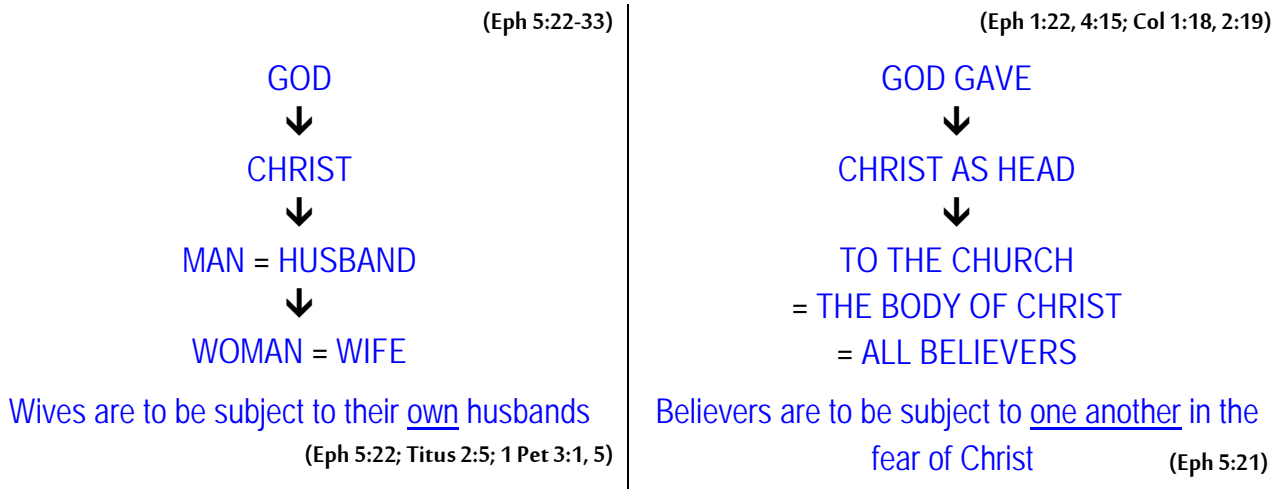 (Eph 5:22-33)
GOD
↓
CHRIST
↓
MAN = HUSBAND
↓
WOMAN = WIFE
Wives are to be subject to their own husbands
(Eph 5:22; Titus 2:5; 1 Pet 3:1, 5)
(Eph 1:22, 4:15; Col 1:18, 2:19)
GOD GAVE
↓
CHRIST AS HEAD
↓
TO THE CHURCH
= THE BODY OF CHRIST
= ALL BELIEVERS
Believers are to be subject to one another in the
fear of Christ (Eph 5:21)